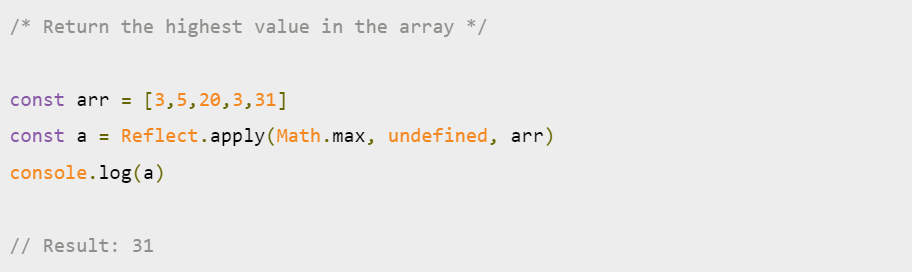 /* Return the highest value in the array */
const arr = [3,5,20,3,31]
const a = Reflect.apply(Math.max, undefined, arr)
console.log(a)
// Result: 31